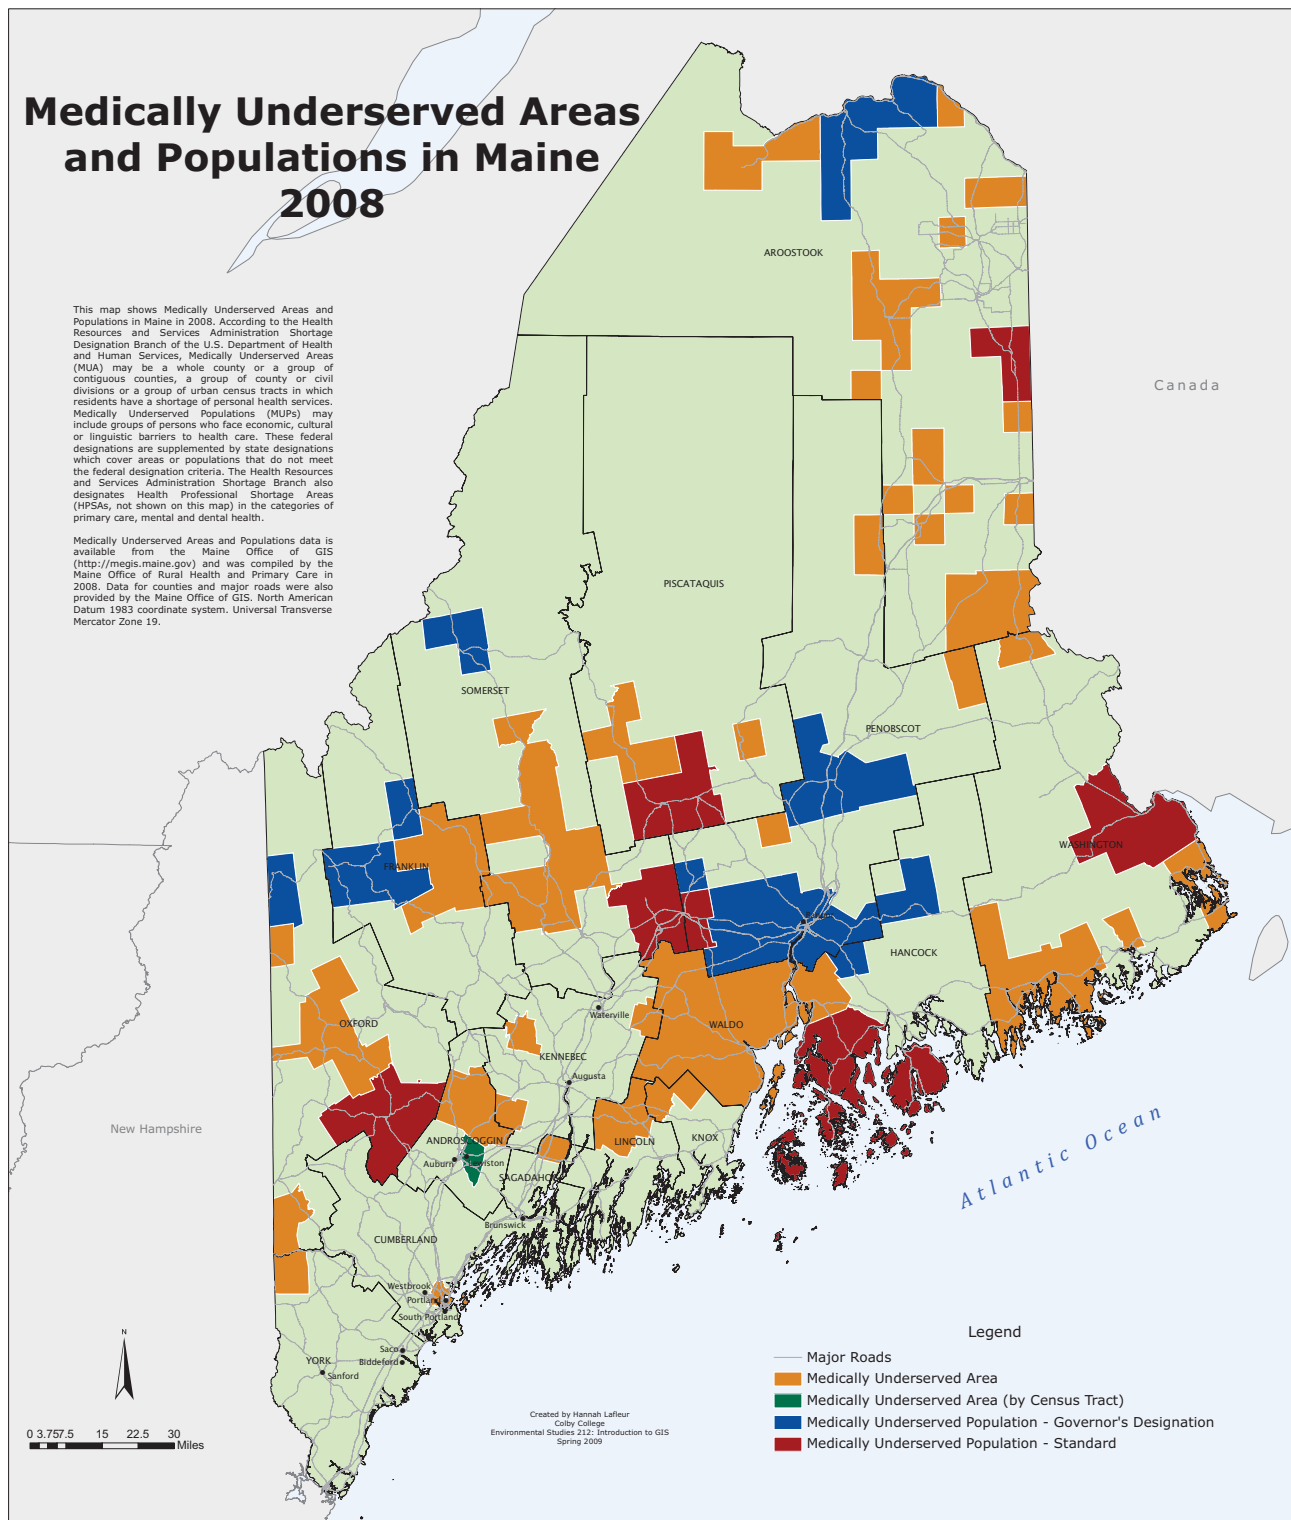 Medically Underserved Areas
and Populations in Maine
2008
This map shows Medically Underserved Areas and
Populations in Maine in 2008. According to the Health
Resources and Services Administration Shortage
Designation Branch of the U.S. Department of Health
and Human Services, Medically Underserved Areas
(MUA) may be a whole county or a group of
contiguous counties, a group of county or civil
divisions or a group of urban census tracts in which
residents have a shortage of personal health services.
Medically Underserved Populations (MUPs) may
include groups of persons who face economic, cultural
or linguistic barriers to health care. These federal
designations are supplemented by state designations
which cover areas or populations that do not meet
the federal designation criteria. The Health Resources
and Services Administration Shortage Branch also
designates Health Professional Shortage Areas
(HPSAs, not shown on this map) in the categories of
primary care, mental and dental health.
Medically Underserved Areas and Populations data is
available from the Maine Office of GIS
(http://megis.maine.gov) and was compiled by the
Maine Office of Rural Health and Primary Care in
2008. Data for counties and major roads were also
provided by the Maine Office of GIS. North American
Datum 1983 coordinate system. Universal Transverse
Mercator Zone 19.
AROOSTOOK
Canada
PISCATAQUIS
SOMERSET
PENOBSCOT
WASHINGTON
FRANKLIN
HANCOCK
OXFORD
Waterville
WALDO
KENNEBEC
Augusta
New Hampshire
ANDROSCOGGIN
LINCOLN
KNOX
Auburn
Lewiston
SAGADAHOC
Atlantic Ocean
Brunswick
CUMBERLAND
Westbrook
Portland
South Portland
Saco
Biddeford
YORK
Sanford
N
0 3.75 7.5 15 22.5 30
Miles
Created by Hannah Lafleur
Colby College
Environmental Studies 212: Introduction to GIS
Spring 2009
Legend
Major Roads
Medically Underserved Area
Medically Underserved Area (by Census Tract)
Medically Underserved Population - Governor's Designation
Medically Underserved Population - Standard